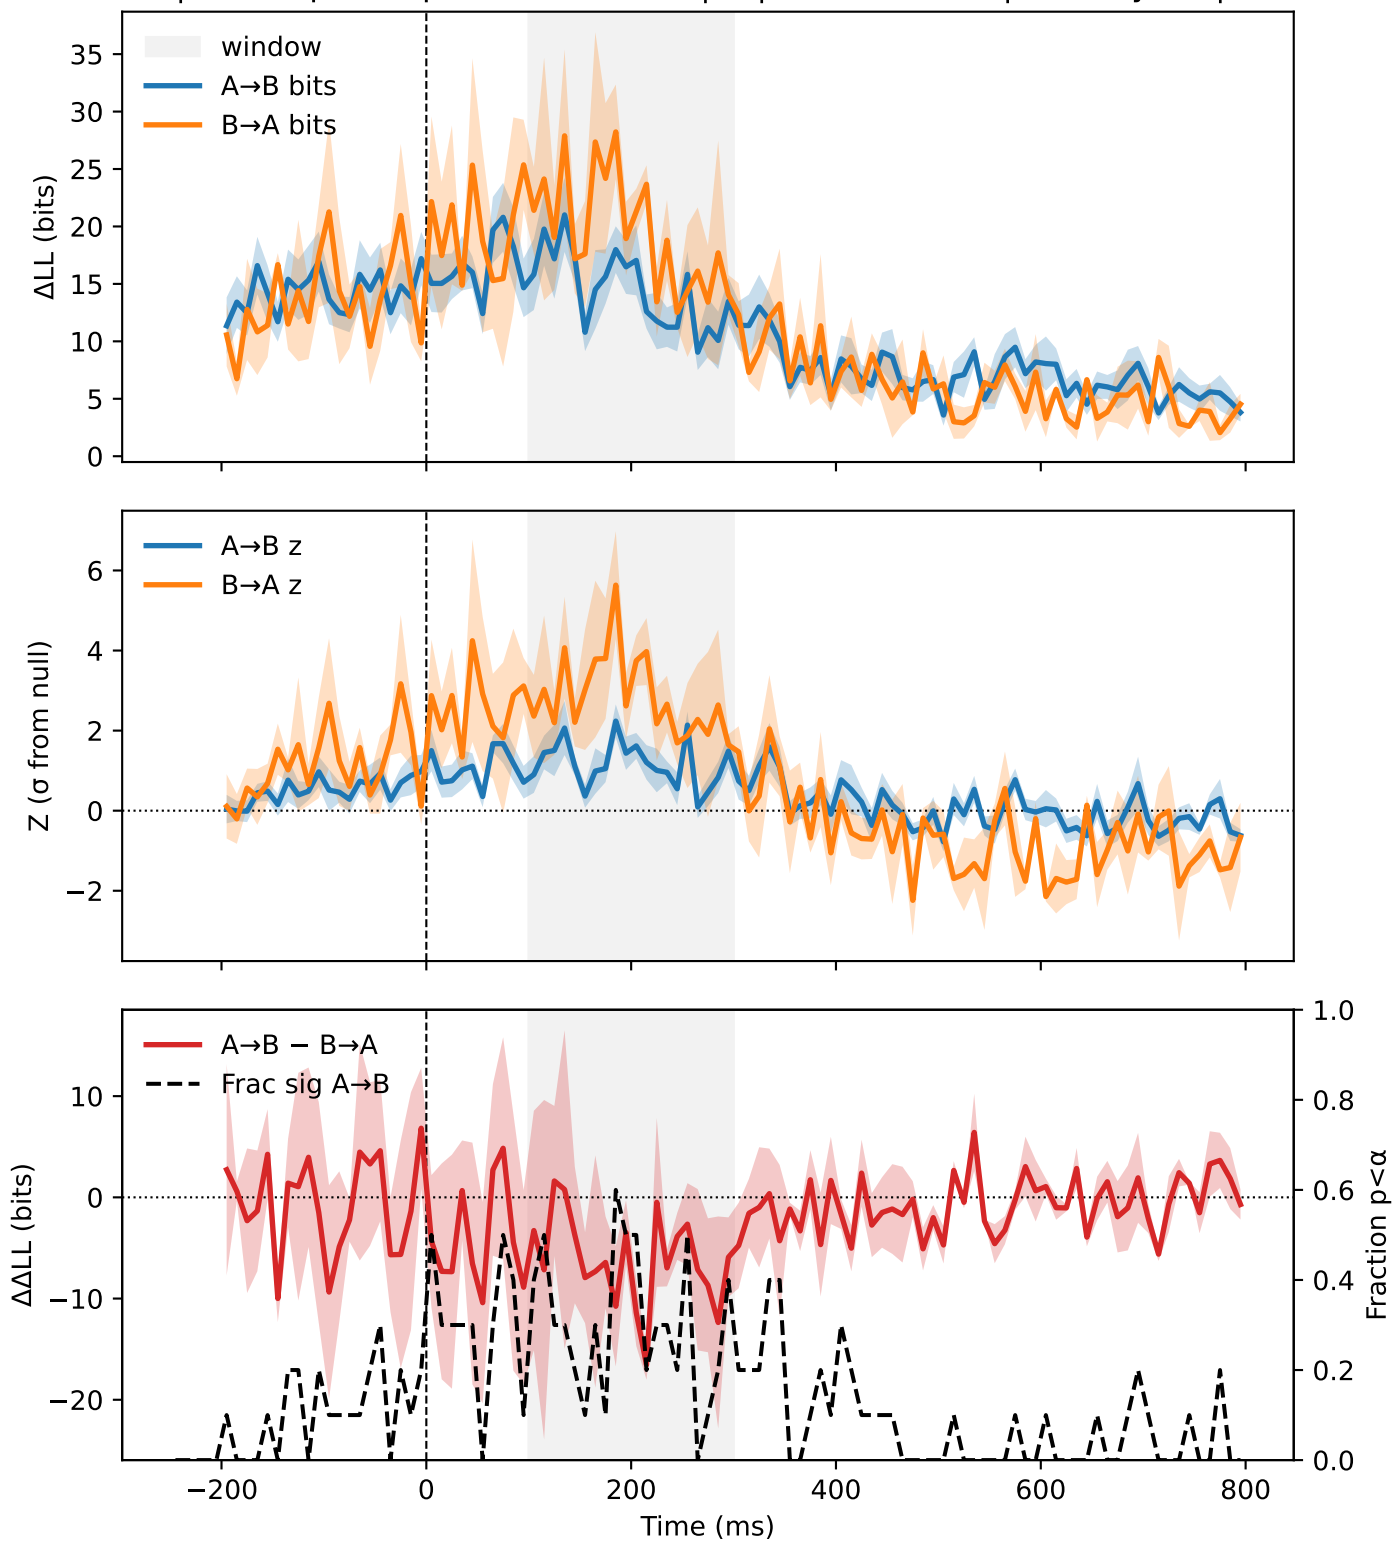 35
30
25
20
15
10
5
0
ΔLL (bits)
window
A→B bits
B→A bits
6
4
2
0
−2
Z (σ from null)
A→B z
B→A z
10
0
−10
−20
ΔΔLL (bits)
A→B − B→A
Frac sig A→B
1.0
0.8
0.6
0.4
0.2
0.0
Fraction p<α
−200 0 200 400 600 800
Time (ms)